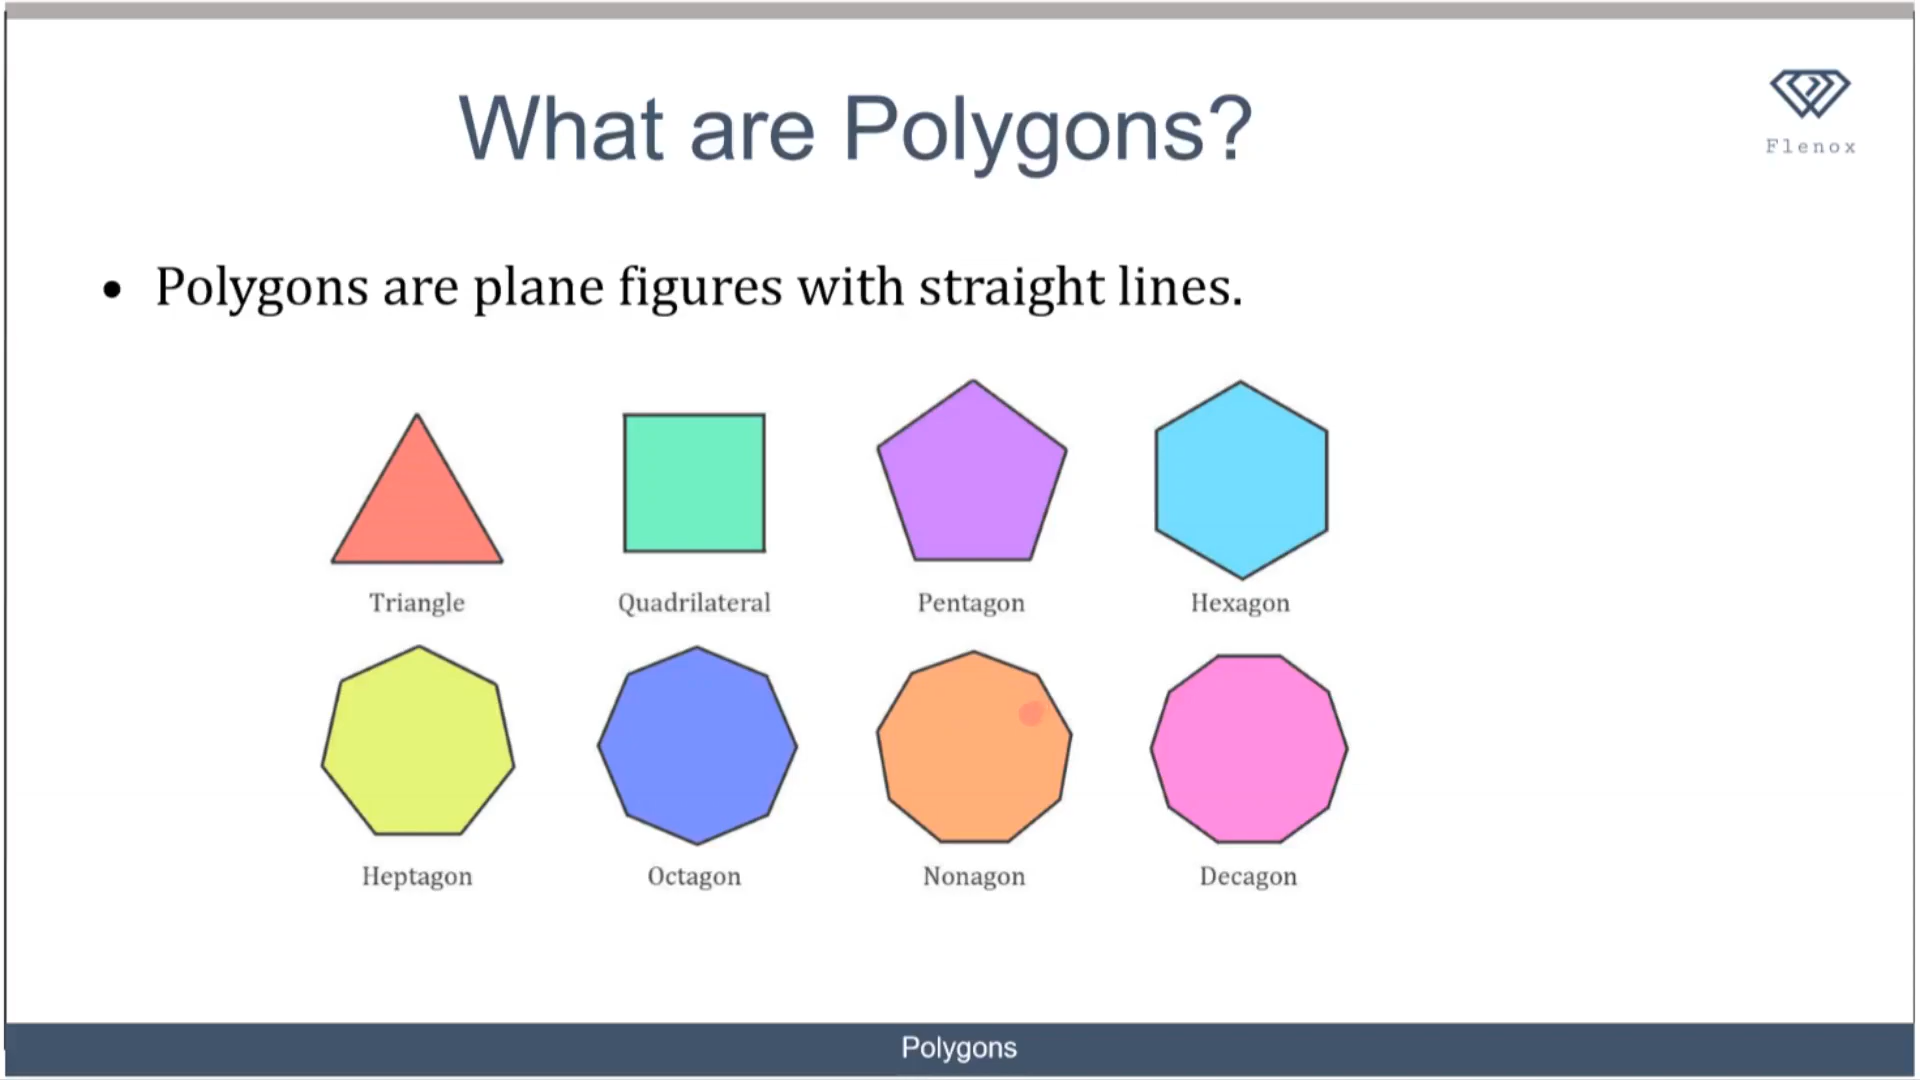 What are Polygons?
Flenox
• Polygons are plane figures with straight lines.
Triangle
Quadrilateral
Pentagon
Hexagon
Heptagon
Octagon
Nonagon
Decagon
Polygons